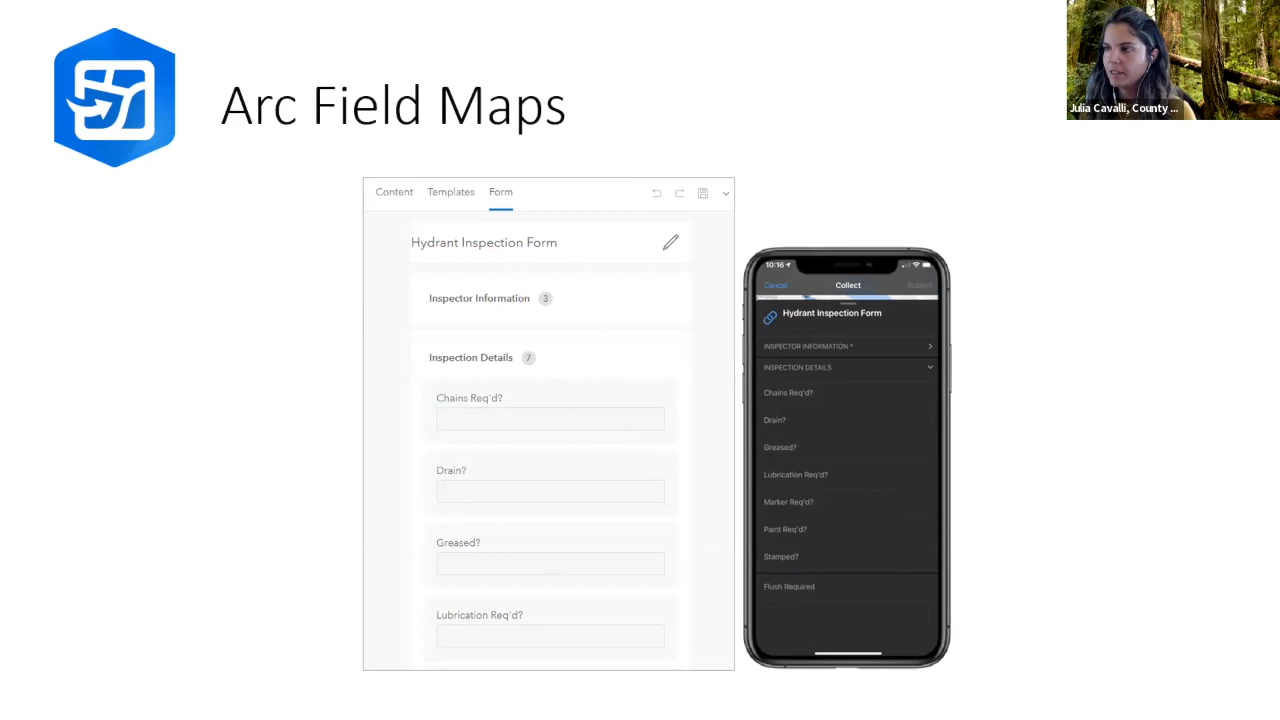 Arc Field Maps
Julia Cavalli, County ...
Content Templates Form
Hydrant Inspection Form
Inspector Information 3
Inspection Details 7
Chains Req'd?
Drain?
Greased?
Lubrication Req'd?
10:16
Cancel Collect Submit
Hydrant Inspection Form
INSPECTOR INFORMATION *
INSPECTION DETAILS
Chains Req'd?
Drain?
Greased?
Lubrication Req'd?
Marker Req'd?
Paint Req'd?
Stamped?
Flush Required